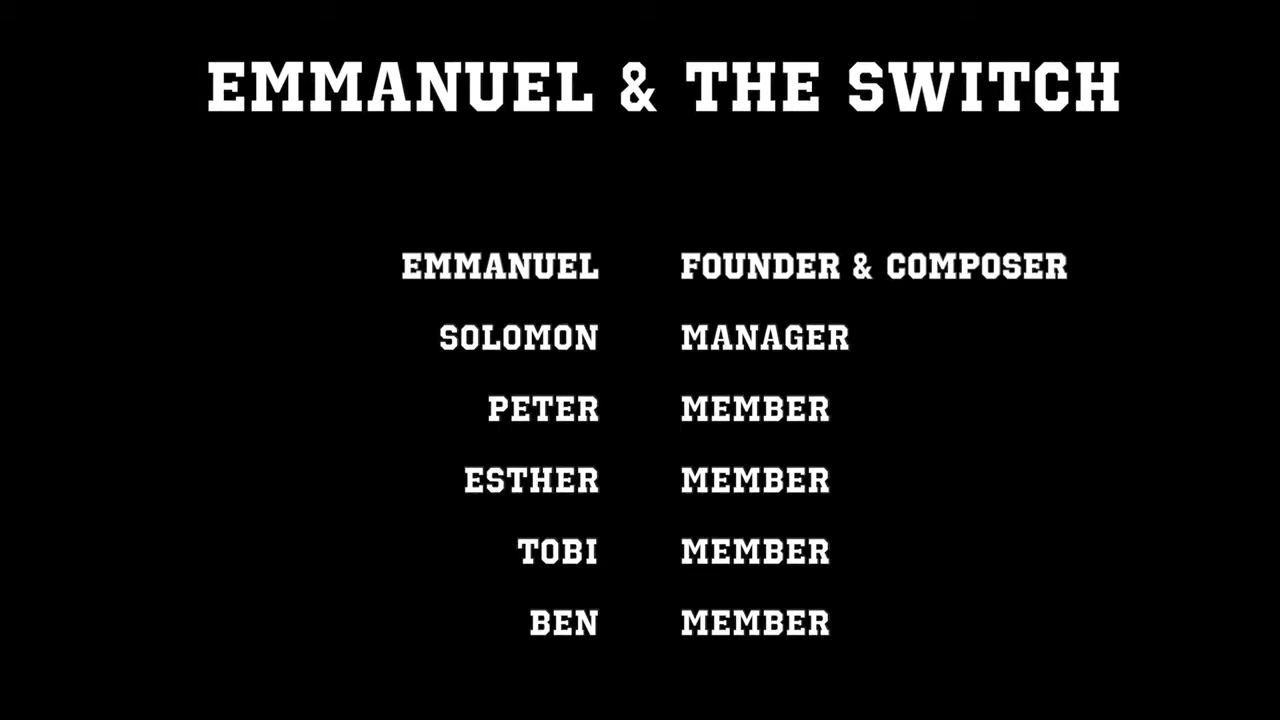 EMMANUEL & THE SWITCH
EMMANUEL FOUNDER & COMPOSER
SOLOMON MANAGER
PETER MEMBER
ESTHER MEMBER
TOBI MEMBER
BEN MEMBER